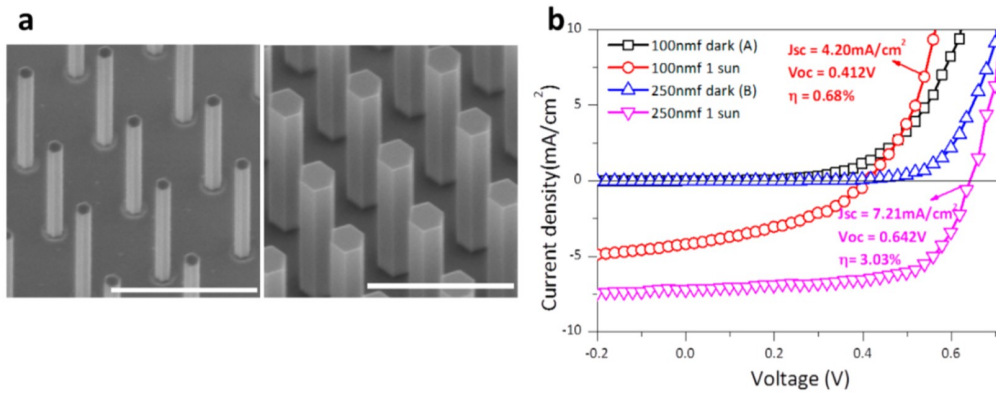 a
b
100nmf dark (A)
100nmf 1 sun
250nmf dark (B)
250nmf 1 sun
Jsc = 4.20mA/cm²
Voc = 0.412V
η = 0.68%
Jsc = 7.21mA/cm²
Voc = 0.642V
η= 3.03%
Current density(mA/cm²)
10
5
0
-5
-10
-0.2
0.0
0.2
0.4
0.6
Voltage (V)